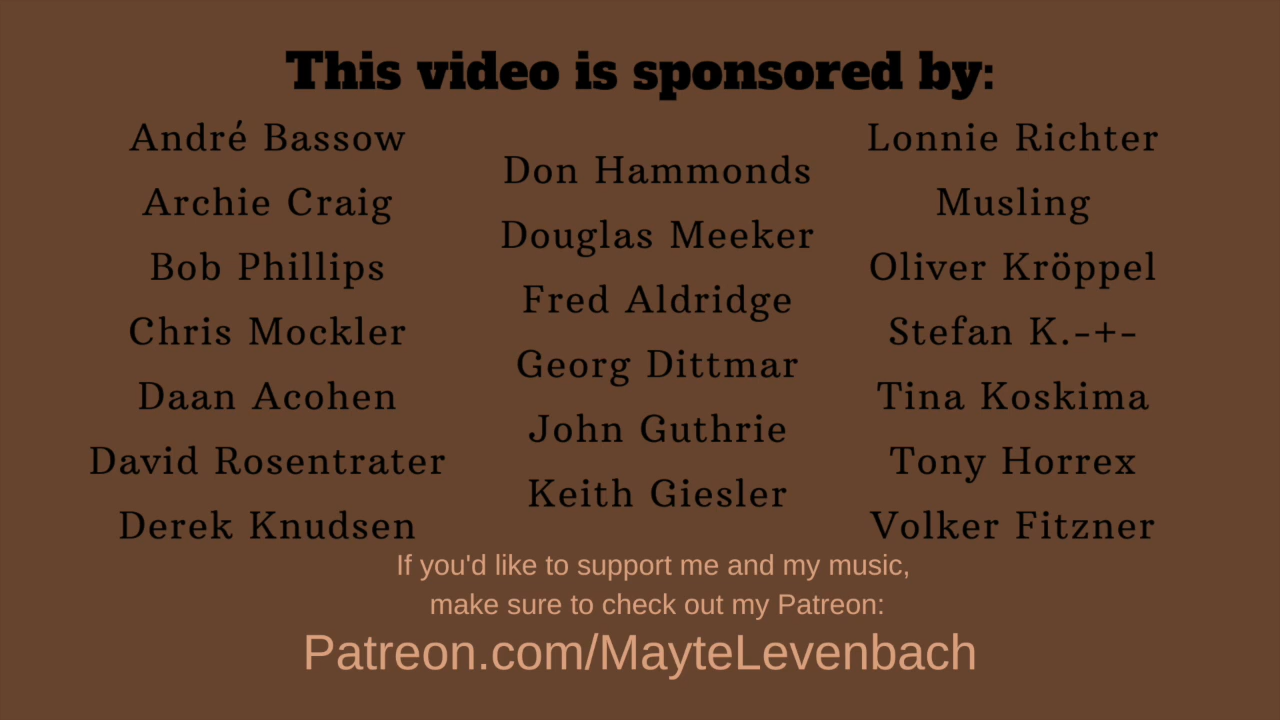 This video is sponsored by:
André Bassow
Archie Craig
Bob Phillips
Chris Mockler
Daan Acohen
David Rosentrater
Derek Knudsen
Don Hammonds
Douglas Meeker
Fred Aldridge
Georg Dittmar
John Guthrie
Keith Giesler
Lonnie Richter
Musling
Oliver Kröppel
Stefan K.-+-
Tina Koskima
Tony Horrex
Volker Fitzner
If you'd like to support me and my music,
make sure to check out my Patreon:
Patreon.com/MayteLevenbach